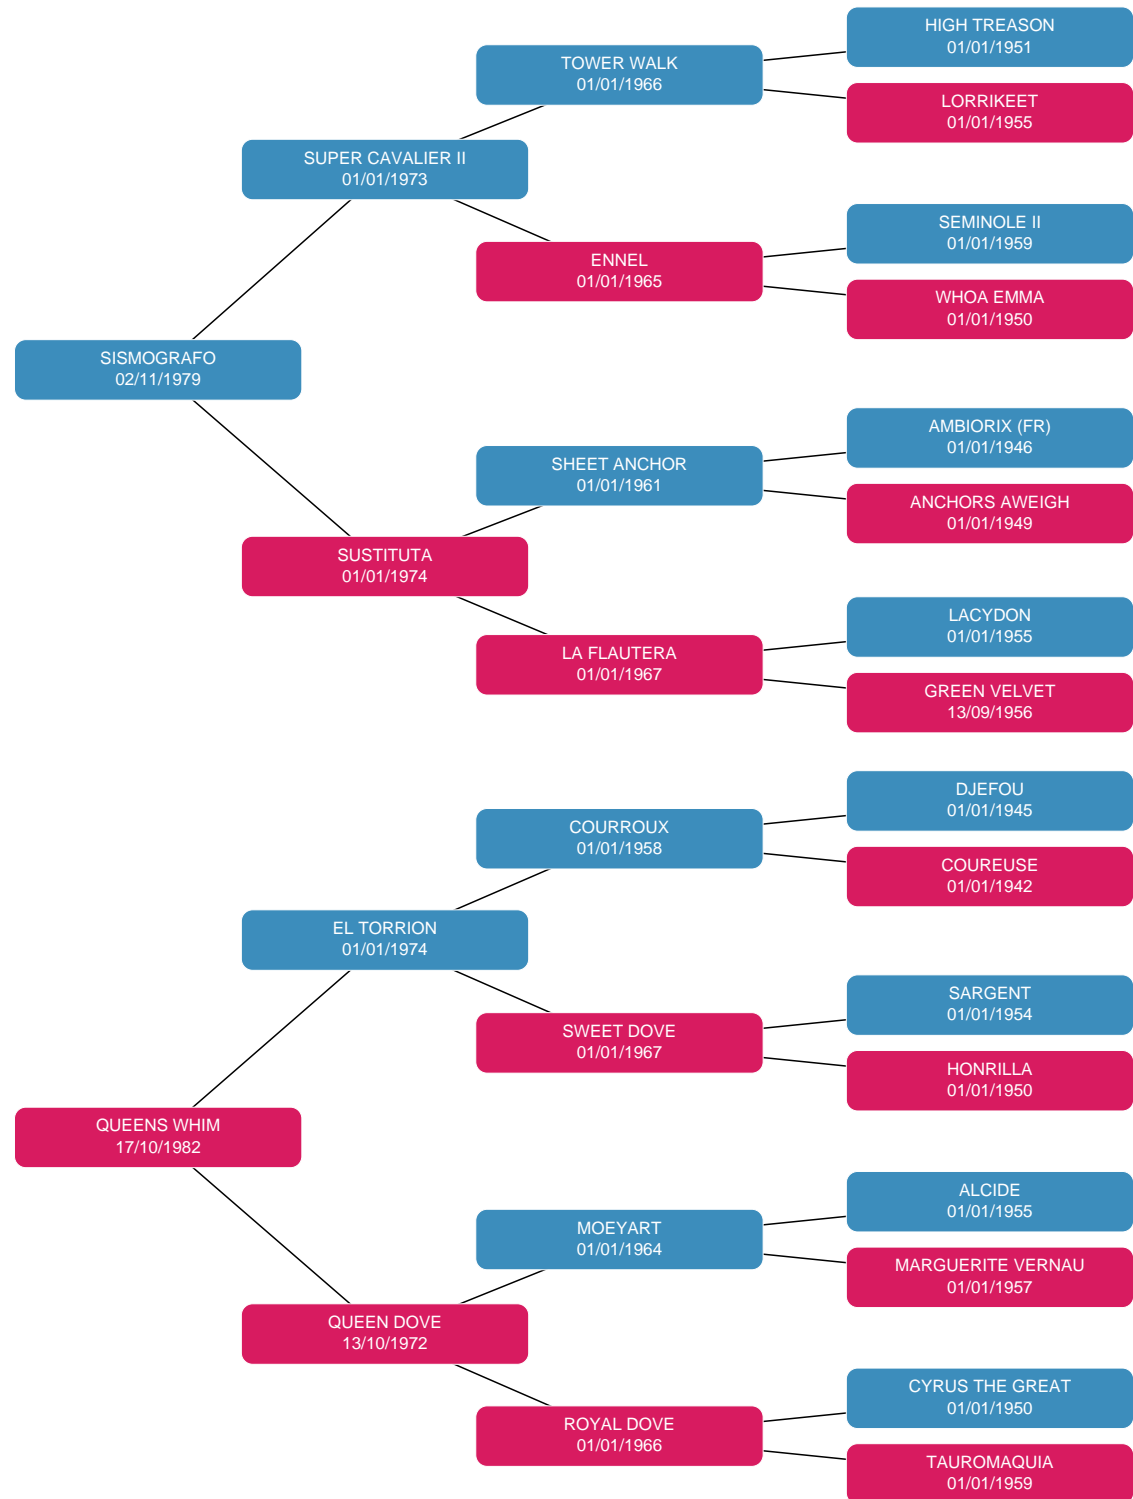 HIGH TREASON
01/01/1951
TOWER WALK
01/01/1966
LORRIKEET
01/01/1955
SUPER CAVALIER II
01/01/1973
SEMINOLE II
01/01/1959
ENNEL
01/01/1965
WHOA EMMA
01/01/1950
SISMOGRAFO
02/11/1979
AMBIORIX (FR)
01/01/1946
SHEET ANCHOR
01/01/1961
ANCHORS AWEIGH
01/01/1949
SUSTITUTA
01/01/1974
LACYDON
01/01/1955
LA FLAUTERA
01/01/1967
GREEN VELVET
13/09/1956
DJEFOU
01/01/1945
COURROUX
01/01/1958
COUREUSE
01/01/1942
EL TORRION
01/01/1974
SARGENT
01/01/1954
SWEET DOVE
01/01/1967
HONRILLA
01/01/1950
QUEENS WHIM
17/10/1982
ALCIDE
01/01/1955
MOEYART
01/01/1964
MARGUERITE VERNAU
01/01/1957
QUEEN DOVE
13/10/1972
CYRUS THE GREAT
01/01/1950
ROYAL DOVE
01/01/1966
TAUROMAQUIA
01/01/1959